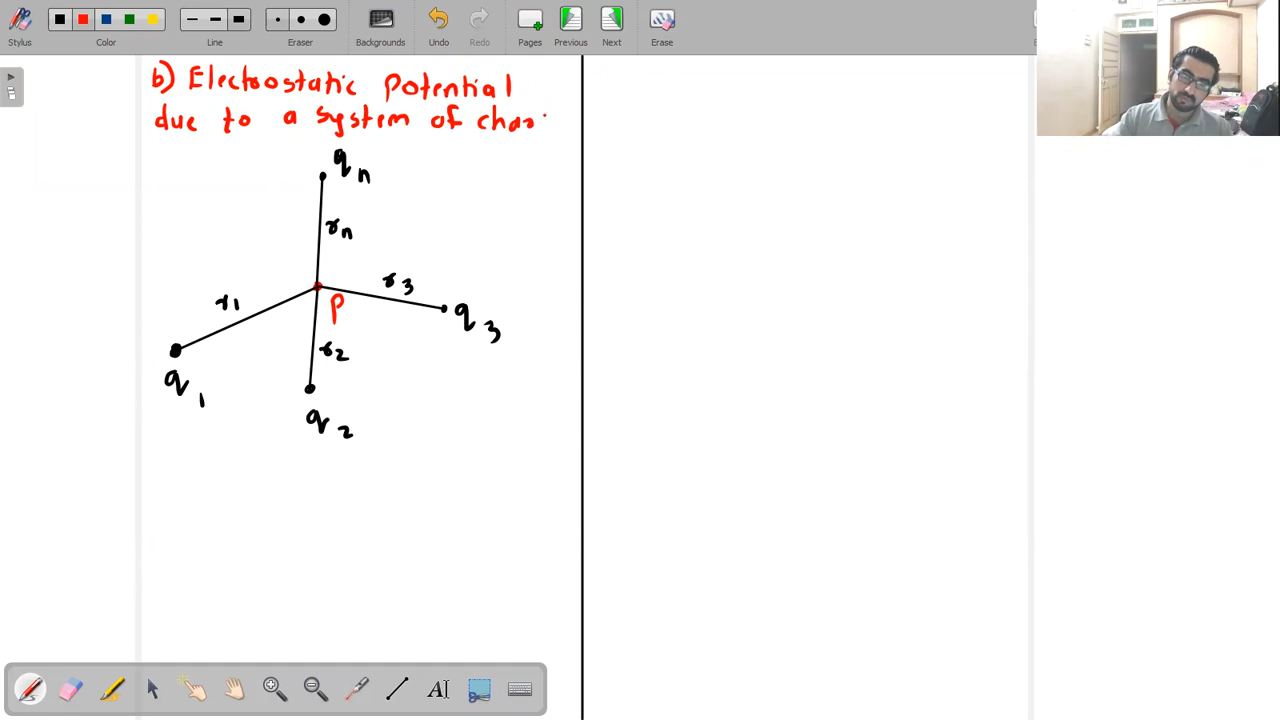 Stylus
Color
Line
Eraser
Backgrounds
Undo
Redo
Pages
Previous
Next
Erase
b) Electrostatic Potential
due to a system of char
qn
rn
r3
r1
P
q3
r2
q1
q2
AI